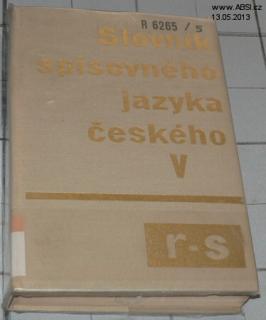 www.ABSI.cz
13.05.2013
R 6265 / 5
Slovník
spisovného
jazyka
českého
V
r-s